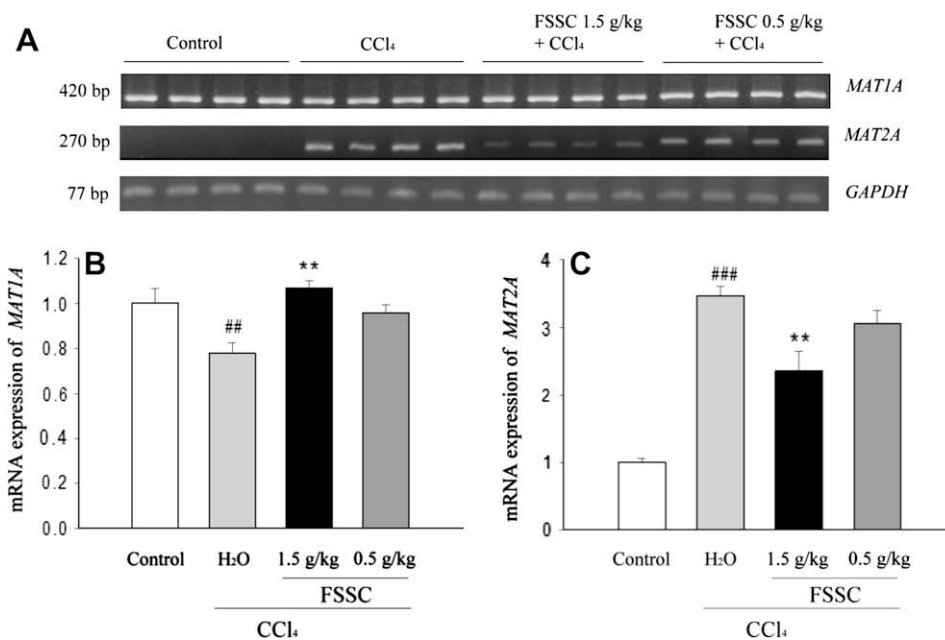 A
Control
CCl₄
FSSC 1.5 g/kg
+ CCl₄
FSSC 0.5 g/kg
+ CCl₄
420 bp
MAT1A
270 bp
MAT2A
77 bp
GAPDH
B
mRNA expression of MAT1A
1.2
1.0
0.8
0.6
0.4
0.2
0.0
##
**
Control
H₂O
1.5 g/kg
0.5 g/kg
FSSC
CCl₄
C
mRNA expression of MAT2A
4
3
2
1
0
###
**
Control
H₂O
1.5 g/kg
0.5 g/kg
FSSC
CCl₄